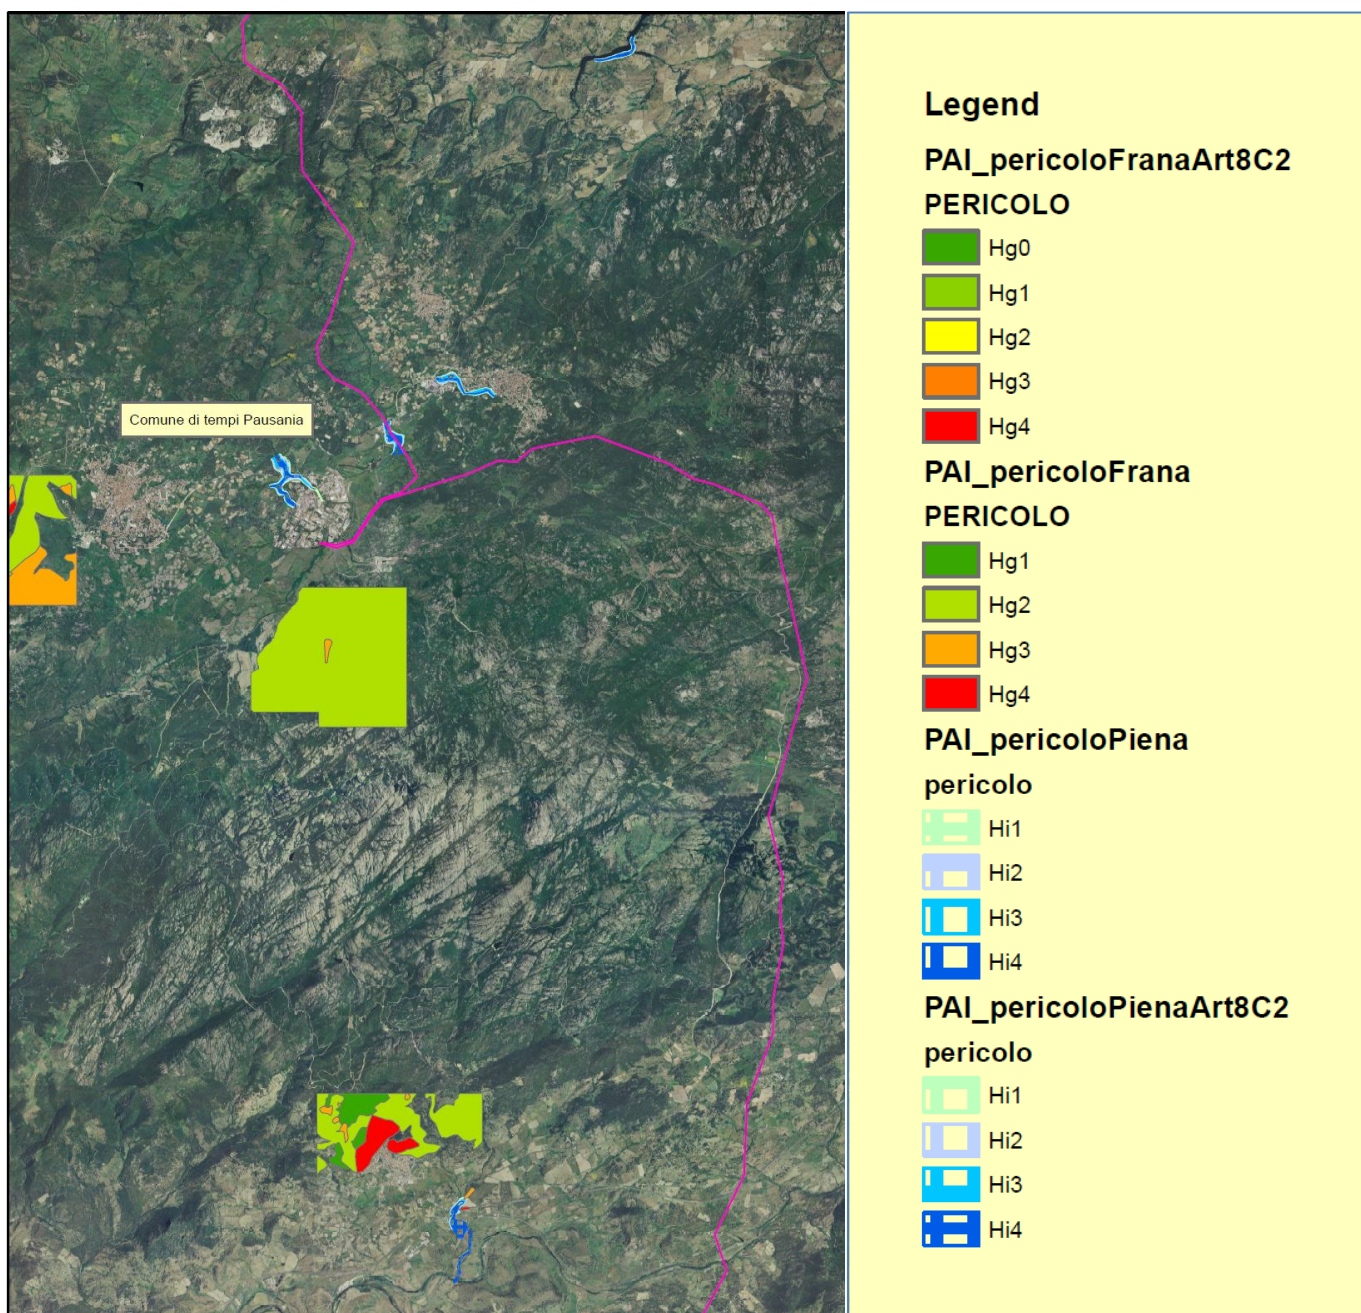 Comune di tempi Pausania
Legend
PAI_pericoloFranaArt8C2
PERICOLO
Hg0
Hg1
Hg2
Hg3
Hg4
PAI_pericoloFrana
PERICOLO
Hg1
Hg2
Hg3
Hg4
PAI_pericoloPiena
pericolo
Hi1
Hi2
Hi3
Hi4
PAI_pericoloPienaArt8C2
pericolo
Hi1
Hi2
Hi3
Hi4